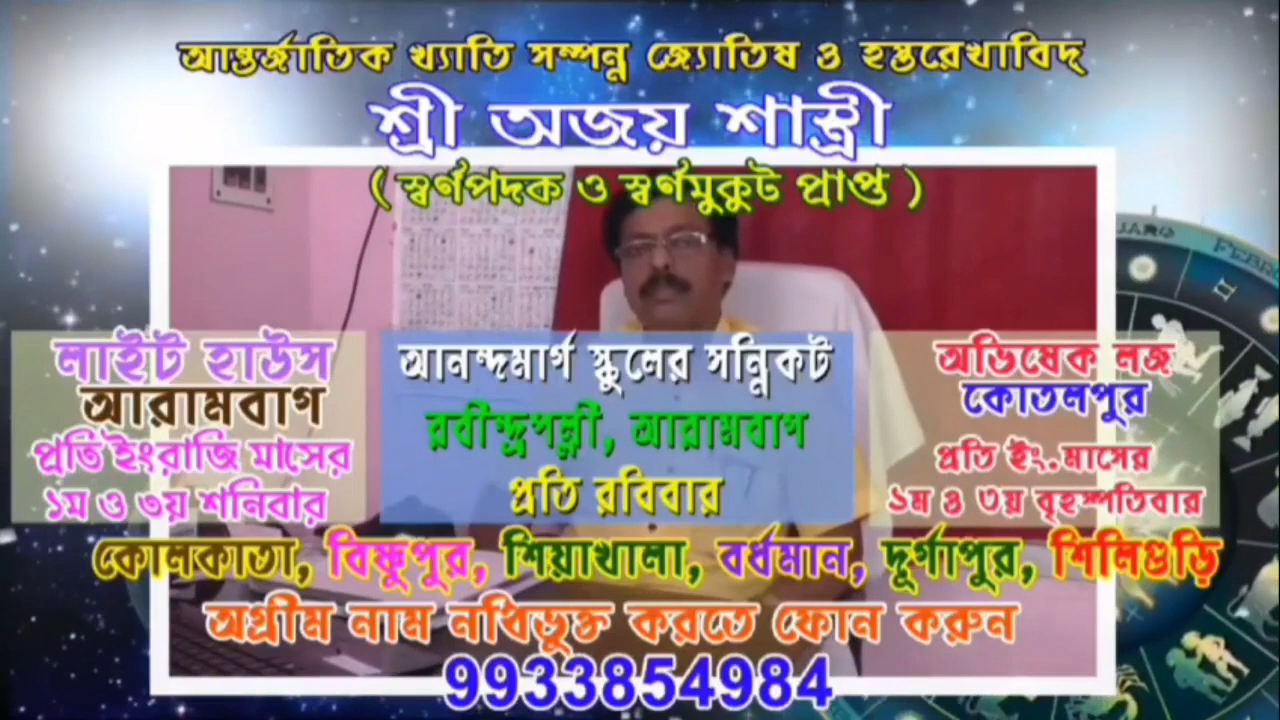 আন্তর্জাতিক খ্যাতি সম্পন্ন জ্যোতিষ ও হস্তরেখাবিদ্
শ্রী অজয় শাস্ত্রী
( স্বর্ণপদক ও স্বর্ণমুকুট প্রাপ্ত )
লাইট হাউস
আরামবাগ
প্রতি ইংরাজি মাসের
১ম ও ৩য় শনিবার
আনন্দমার্গ স্কুলের সন্নিকট
রবীন্দ্রপল্লী, আরামবাগ
প্রতি রবিবার
অভিষেক লজ
কোতলপুর
প্রতি ইং.মাসের
১ম ও ৩য় বৃহস্পতিবার
কোলকাতা, বিষ্ণুপুর, শিয়াখালা, বর্ধমান, দূর্গাপুর, শিলিগুড়ি
অগ্রীম নাম নথিভুক্ত করতে ফোন করুন
9933854984